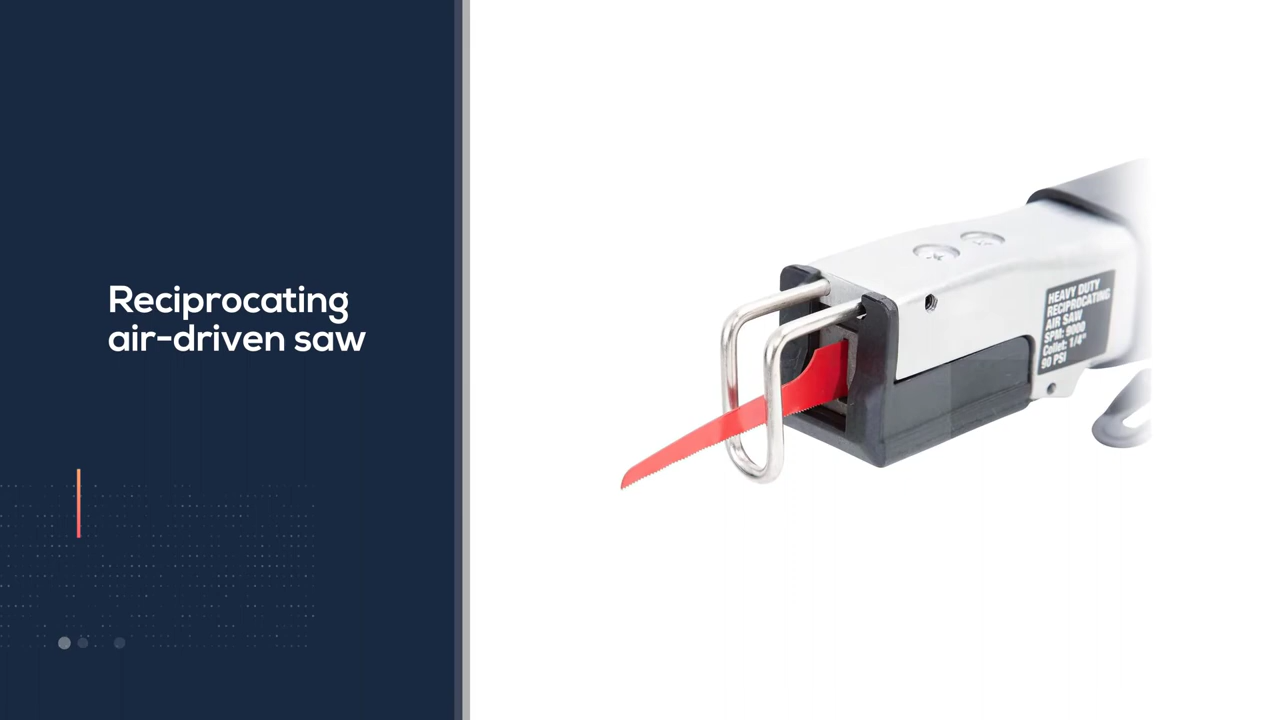 Reciprocating
air-driven saw
HEAVY DUTY
RECIPROCATING
AIR SAW
SPM: 9000
Collet: 1/4"
90 PSI